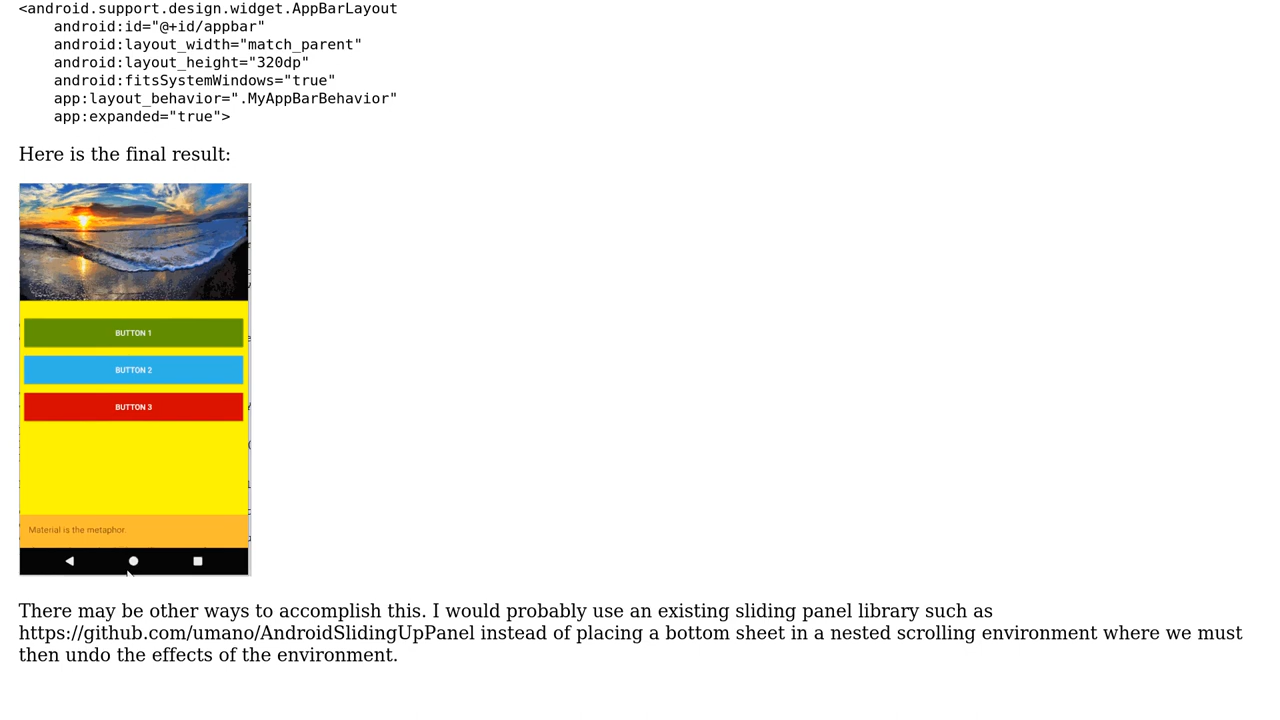 <android.support.design.widget.AppBarLayout
    android:id="@+id/appbar"
    android:layout_width="match_parent"
    android:layout_height="320dp"
    android:fitsSystemWindows="true"
    app:layout_behavior=".MyAppBarBehavior"
    app:expanded="true">
Here is the final result:
BUTTON 1
BUTTON 2
BUTTON 3
Material is the metaphor.
There may be other ways to accomplish this. I would probably use an existing sliding panel library such as
https://github.com/umano/AndroidSlidingUpPanel instead of placing a bottom sheet in a nested scrolling environment where we must
then undo the effects of the environment.